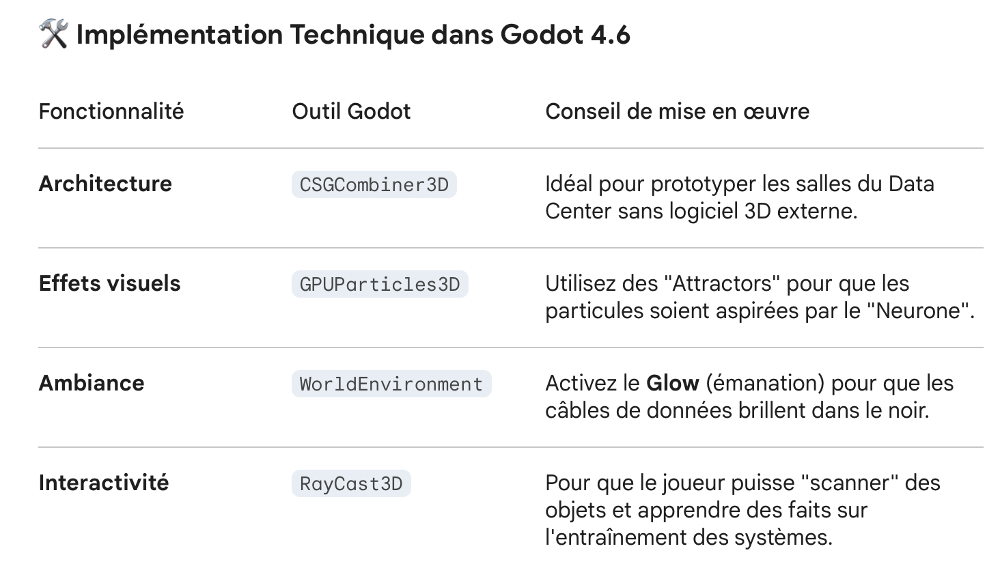 🛠️ Implémentation Technique dans Godot 4.6
Fonctionnalité Outil Godot Conseil de mise en œuvre
Architecture CSGCombiner3D Idéal pour prototyper les salles du Data
Center sans logiciel 3D externe.
Effets visuels GPUParticles3D Utilisez des "Attractors" pour que les
particules soient aspirées par le "Neurone".
Ambiance WorldEnvironment Activez le Glow (émanation) pour que les
câbles de données brillent dans le noir.
Interactivité RayCast3D Pour que le joueur puisse "scanner" des
objets et apprendre des faits sur
l'entraînement des systèmes.